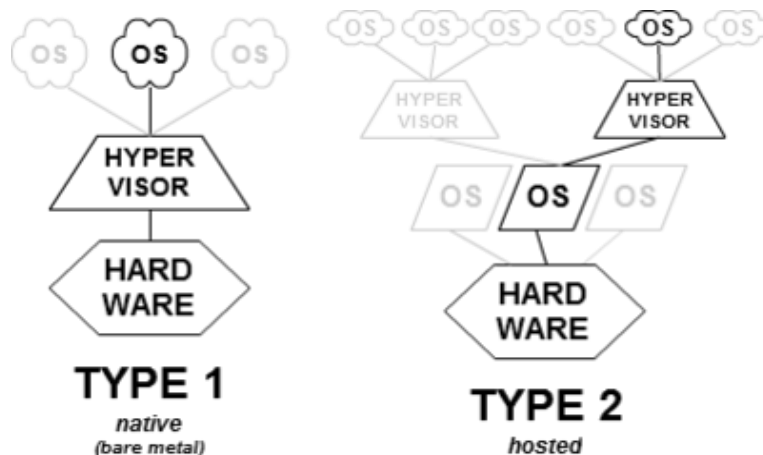 OS OS OS
HYPER
VISOR
HARD
WARE
TYPE 1
native
(bare metal)
OS OS OS OS OS OS
HYPER
VISOR
HYPER
VISOR
OS OS OS
HARD
WARE
TYPE 2
hosted